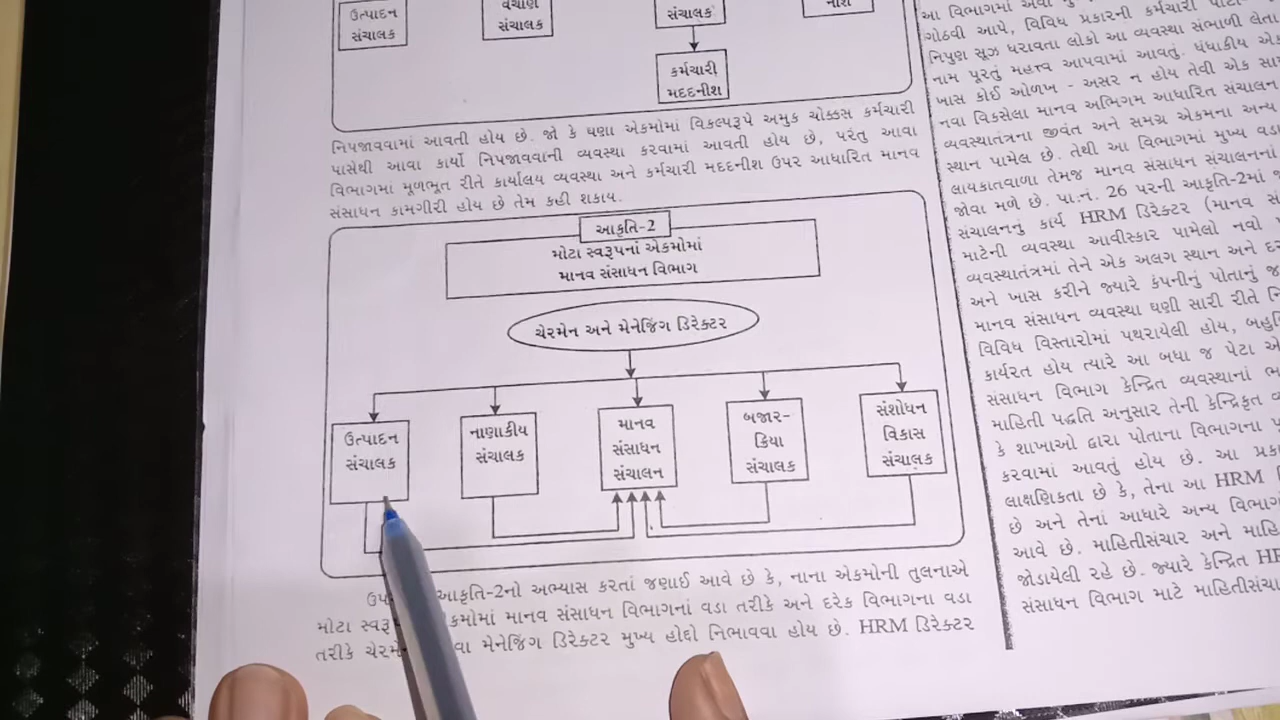 ઉત્પાદન
સંચાલક
વેચાણ
સંચાલક
સંચાલક
કર્મચારી
મદદનીશ
નિપજાવવામાં આવતી હોય છે. જો કે ઘણા એકમોમાં વિકલ્પરૂપે અમુક ચોક્કસ કર્મચારી
પાસેથી આવા કાર્યો નિપજાવવાની વ્યવસ્થા કરવામાં આવતી હોય છે, પરંતુ આવા
વિભાગમાં મૂળભૂત રીતે કાર્યાલય વ્યવસ્થા અને કર્મચારી મદદનીશ ઉપર આધારિત માનવ
સંસાધન કામગીરી હોય છે તેમ કહી શકાય.
આકૃતિ-2
મોટા સ્વરૂપનાં એકમોમાં
માનવ સંસાધન વિભાગ
ચેરમેન અને મેનેજિંગ ડિરેક્ટર
ઉત્પાદન
સંચાલક
નાણાકીય
સંચાલક
માનવ
સંસાધન
સંચાલન
બજાર-
ક્રિયા
સંચાલક
સંશોધન
વિકાસ
સંચાલક
આકૃતિ-2નો અભ્યાસ કરતાં જણાઈ આવે છે કે, નાના એકમોની તુલનાએ
મોટા માનવ સંસાધન વિભાગનાં વડા તરીકે અને દરેક વિભાગના વડા
તરીકે મેનેજિંગ ડિરેક્ટર મુખ્ય હોદ્દો નિભાવવા હોય છે. HRM ડિરેક્ટર
આ વિભાગમાં
ગોઠવી આપે, વિવિધ પ્રકારની કર્મચારી
નિપુણ સૂઝ ધરાવતા લોકો આ વ્યવસ્થા સંભાળી લેતા
નામ પૂરતું મહત્ત્વ આપવામાં આવતું. ધંધાકીય
ખાસ કોઈ ઓળખ - અસર ન હોય તેવી એક
નવા વિકસેલા માનવ અભિગમ આધારિત સંચાલન
વ્યવસ્થાતંત્રના જીવંત અને સમગ્ર એકમના અન્ય
સ્થાન પામેલ છે. તેથી આ વિભાગમાં મુખ્ય
લાયકાતવાળા તેમજ માનવ સંસાધન સંચાલનનાં
જોવા મળે છે. પા.નં. 26 પરની આકૃતિ-2માં
સંચાલનનું કાર્ય HRM ડિરેક્ટર (માનવ
માટેની વ્યવસ્થા આવીસ્કાર પામેલો નવો
વ્યવસ્થાતંત્રમાં તેને એક અલગ સ્થાન અને
અને ખાસ કરીને જ્યારે કંપનીનું પોતાનું
માનવ સંસાધન વ્યવસ્થા ઘણી સારી રીતે
વિવિધ વિસ્તારોમાં પથરાયેલી હોય,
કાર્યરત હોય ત્યારે આ બધા જ પેટા
સંસાધન વિભાગ કેન્દ્રિત વ્યવસ્થાનાં
માહિતી પદ્ધતિ અનુસાર તેની કેન્દ્રિકૃત
કે શાખાઓ દ્વારા પોતાના વિભાગના
કરવામાં આવતું હોય છે. આ
લાક્ષણિકતા છે કે, તેના આ HRM
છે અને તેનાં આધારે અન્ય
આવે છે. માહિતીસંચાર અને
જોડાયેલી રહે છે. જ્યારે કેન્દ્રિત
સંસાધન વિભાગ માટે